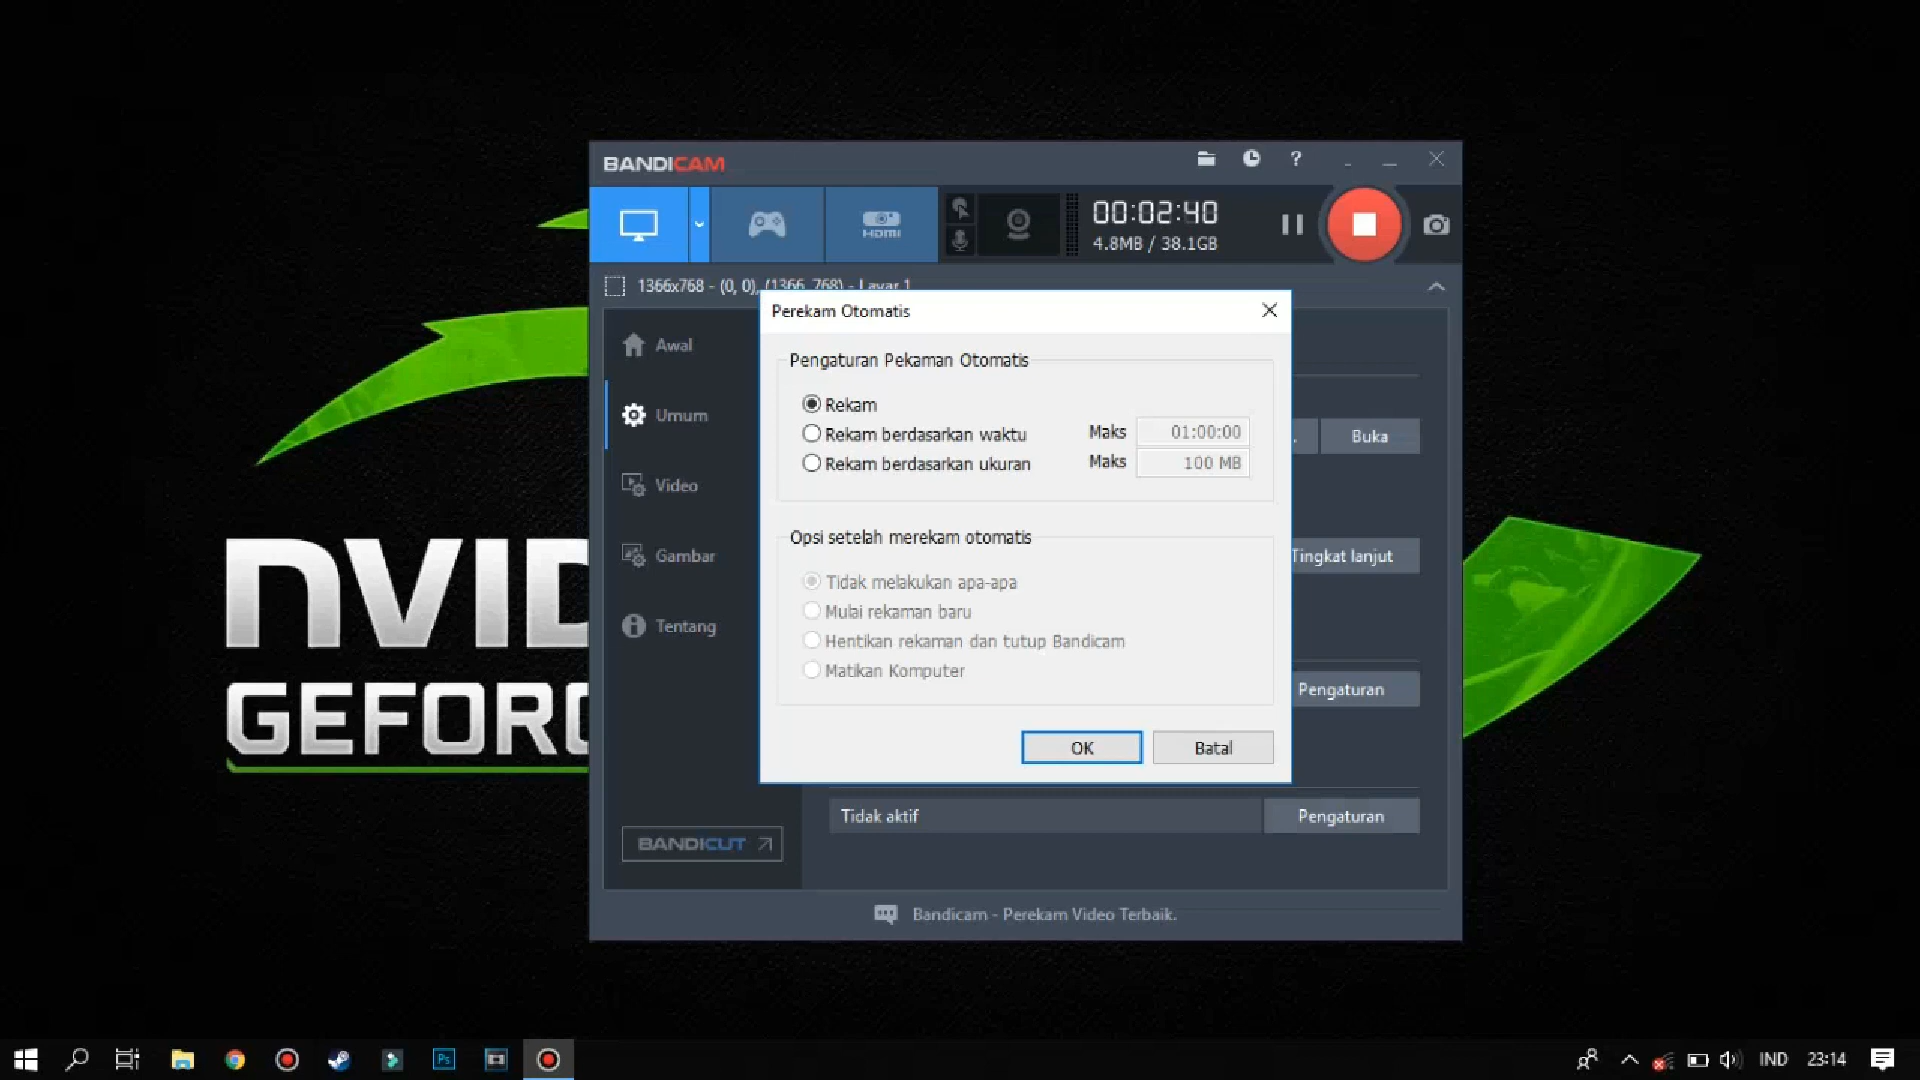 BANDICAM
?
HDMI
00:02:40
4.8MB / 38.1GB
1366x768 - (0, 0), (1366, 768) - Layar 1
Perekam Otomatis
Pengaturan Pekaman Otomatis
Rekam
Rekam berdasarkan waktu Maks 01:00:00
Rekam berdasarkan ukuran Maks 100 MB
Opsi setelah merekam otomatis
Tidak melakukan apa-apa
Mulai rekaman baru
Hentikan rekaman dan tutup Bandicam
Matikan Komputer
OK Batal
Awal
Umum
Video
Gambar
Tentang
BANDICUT
. Buka
Tingkat lanjut
Pengaturan
Tidak aktif Pengaturan
Bandicam - Perekam Video Terbaik.
NVID
GEFORC
Ps
IND 23:14